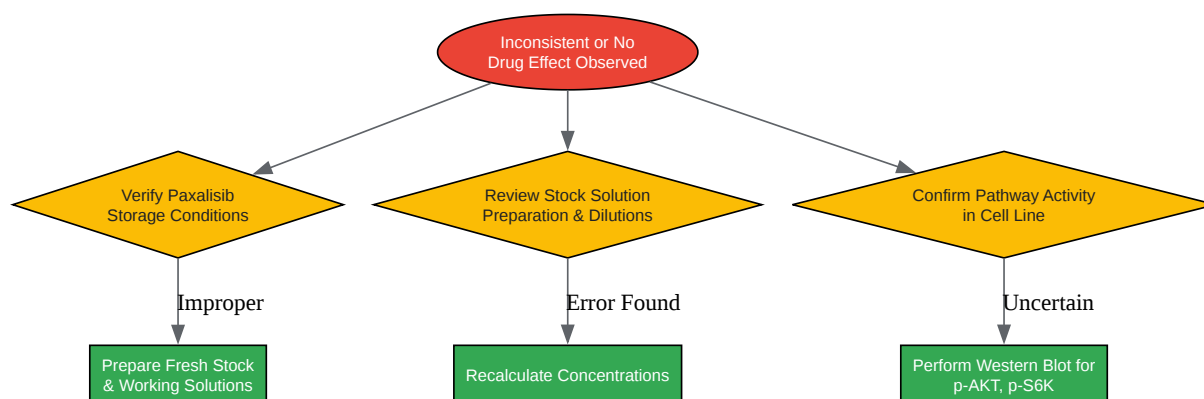 Inconsistent or No
Drug Effect Observed
Verify Paxalisib
Storage Conditions
Review Stock Solution
Preparation & Dilutions
Confirm Pathway Activity
in Cell Line
Improper
Error Found
Uncertain
Prepare Fresh Stock
& Working Solutions
Recalculate Concentrations
Perform Western Blot for
p-AKT, p-S6K